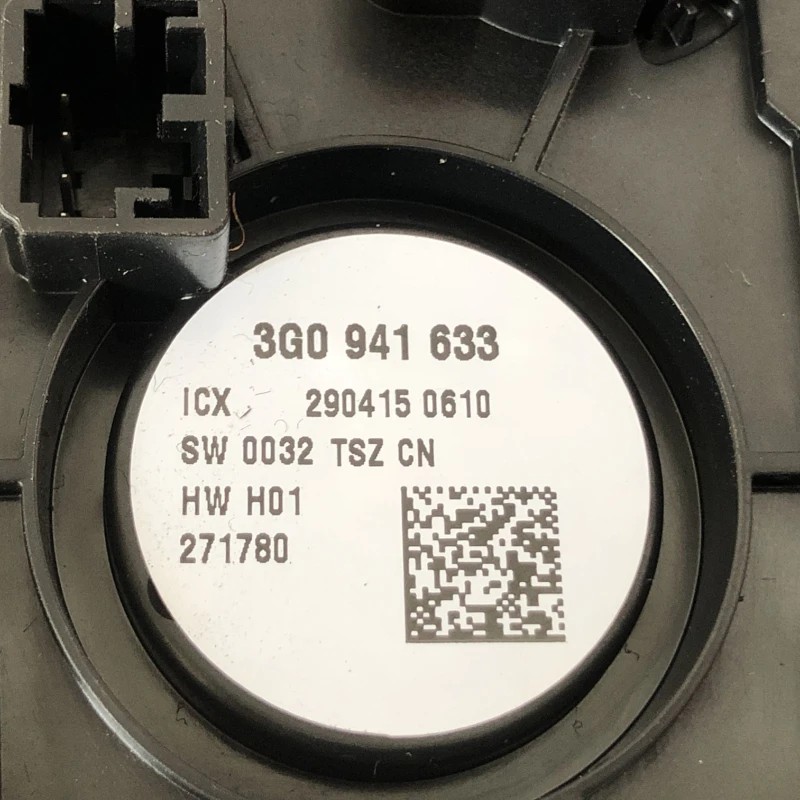 3G0 941 633
ICX 290415 0610
SW 0032 TSZ CN
HW H01
271780